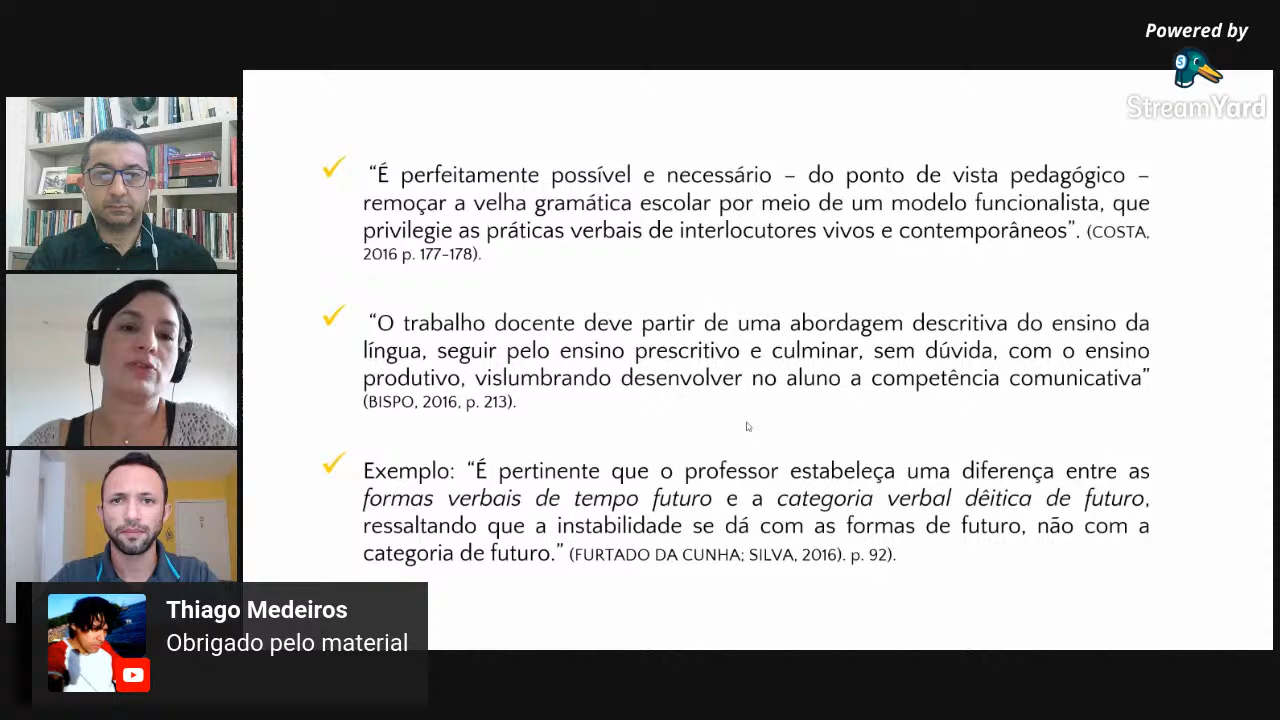 Powered by
StreamYard
“É perfeitamente possível e necessário – do ponto de vista pedagógico –
remoçar a velha gramática escolar por meio de um modelo funcionalista, que
privilegie as práticas verbais de interlocutores vivos e contemporâneos”. (COSTA,
2016 p. 177-178).
“O trabalho docente deve partir de uma abordagem descritiva do ensino da
língua, seguir pelo ensino prescritivo e culminar, sem dúvida, com o ensino
produtivo, vislumbrando desenvolver no aluno a competência comunicativa”
(BISPO, 2016, p. 213).
Exemplo: “É pertinente que o professor estabeleça uma diferença entre as
formas verbais de tempo futuro e a categoria verbal dêitica de futuro,
ressaltando que a instabilidade se dá com as formas de futuro, não com a
categoria de futuro.” (FURTADO DA CUNHA; SILVA, 2016). p. 92).
Thiago Medeiros
Obrigado pelo material